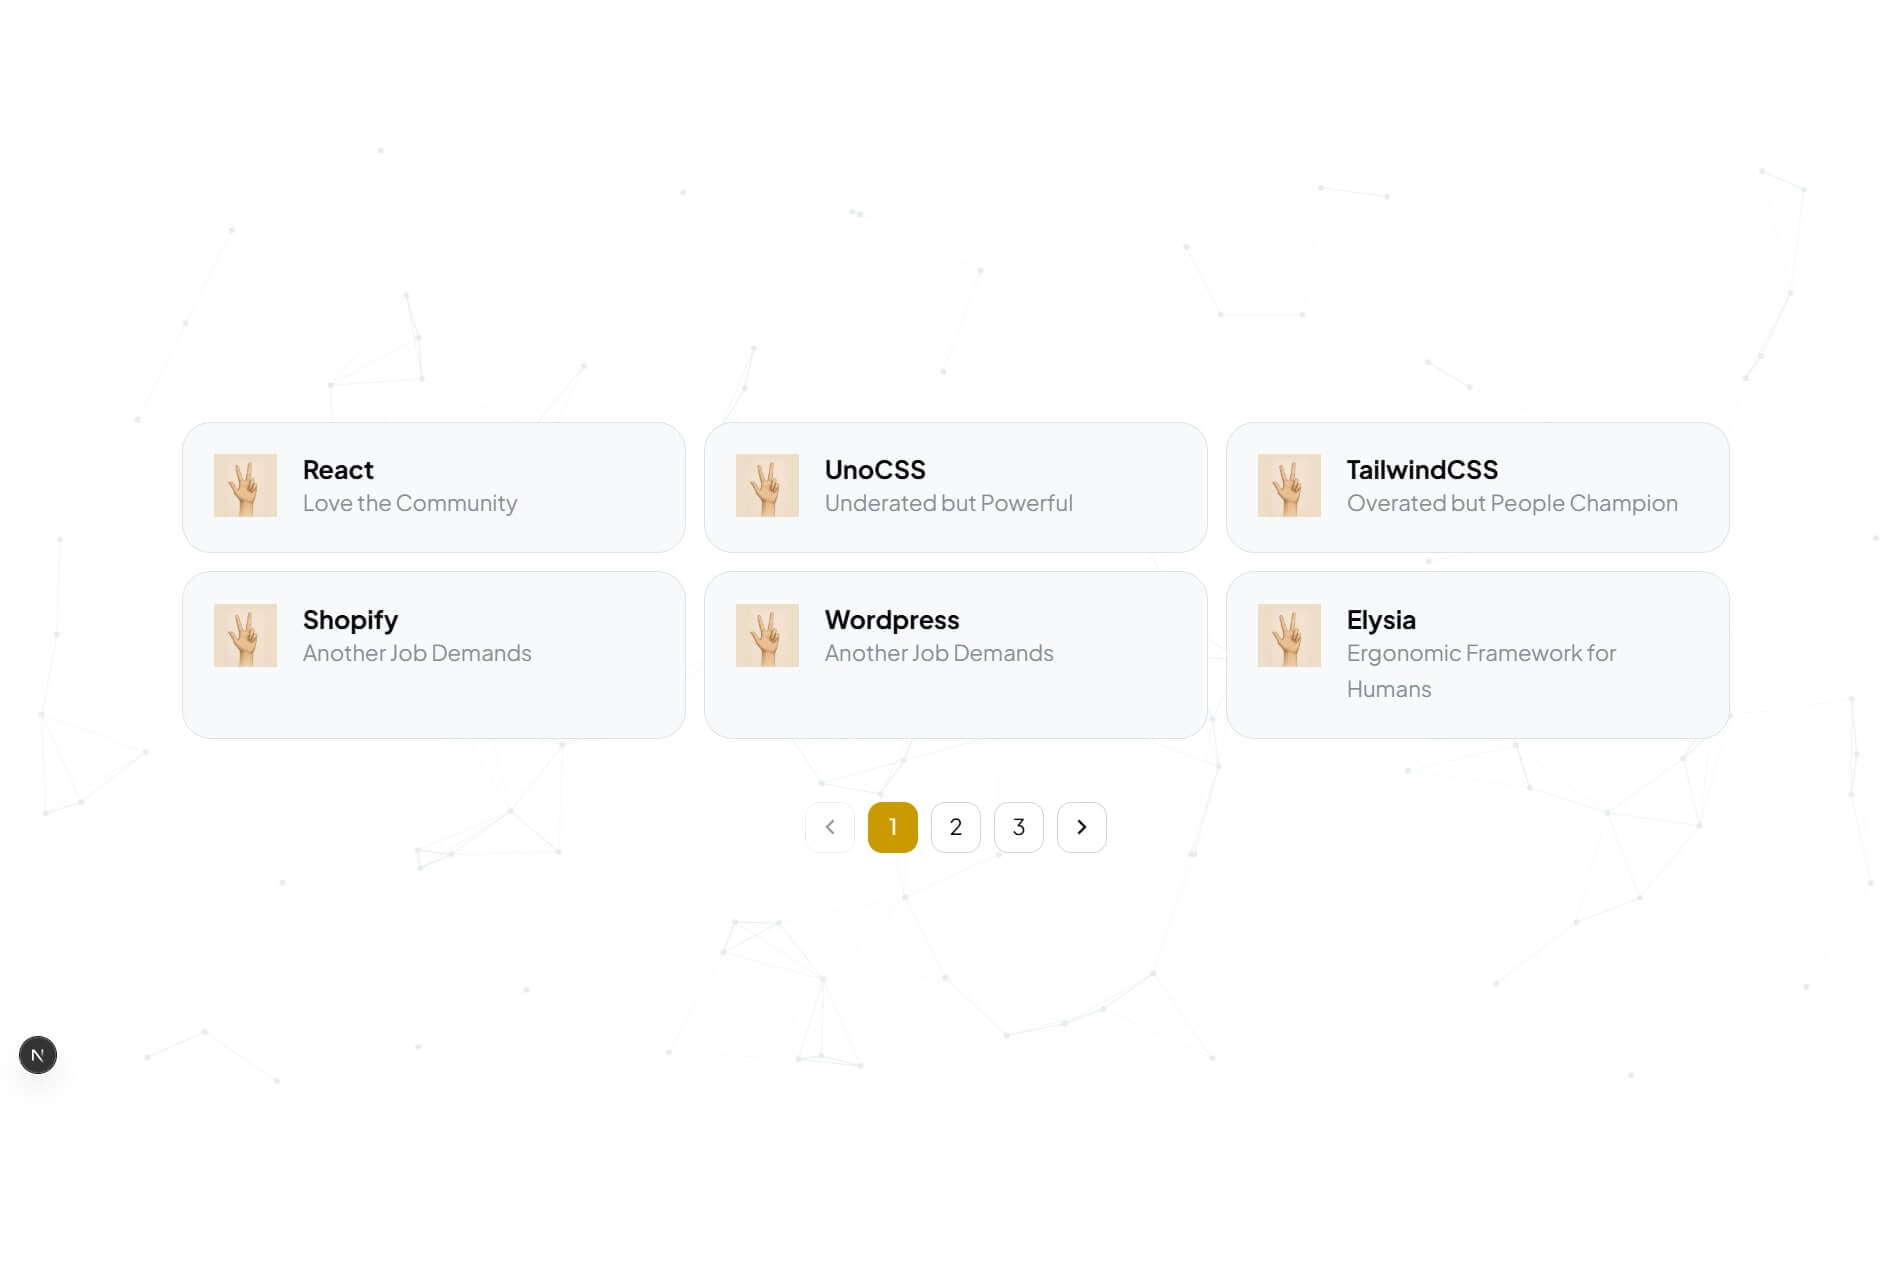 React
Love the Community
UnoCSS
Underated but Powerful
TailwindCSS
Overated but People Champion
Shopify
Another Job Demands
Wordpress
Another Job Demands
Elysia
Ergonomic Framework for
Humans
1 2 3
N